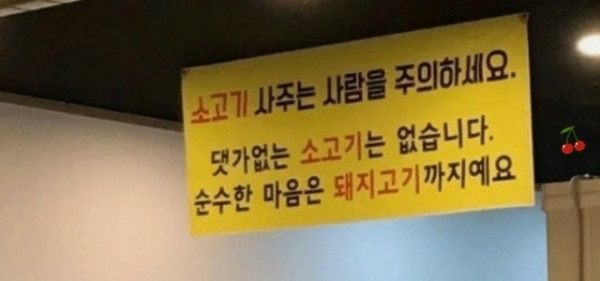 소고기 사주는 사람을 주의하세요.
댓가없는 소고기는 없습니다.
순수한 마음은 돼지고기까지예요